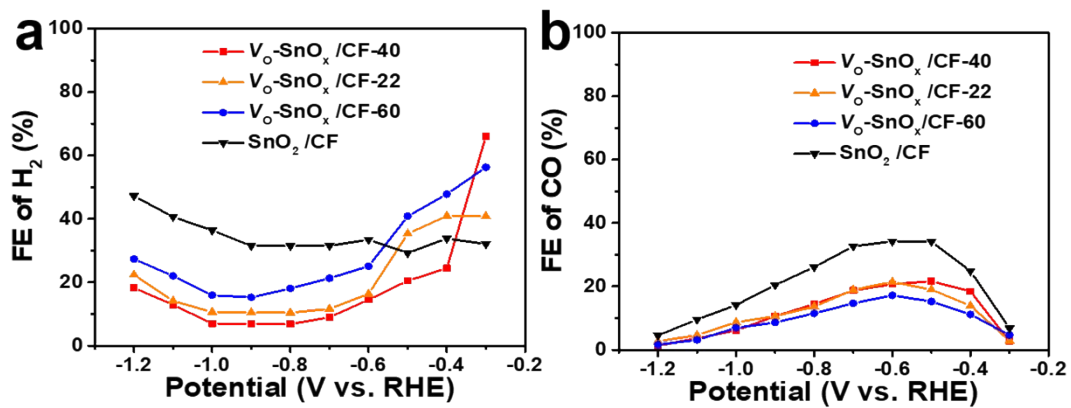 a
FE of H₂ (%)
100
80
60
40
20
0
Vo-SnOx /CF-40
Vo-SnOx /CF-22
Vo-SnOx /CF-60
SnO₂ /CF
-1.2 -1.0 -0.8 -0.6 -0.4 -0.2
Potential (V vs. RHE)
b
FE of CO (%)
100
80
60
40
20
0
Vo-SnOx /CF-40
Vo-SnOx /CF-22
Vo-SnOx/CF-60
SnO₂ /CF
-1.2 -1.0 -0.8 -0.6 -0.4 -0.2
Potential (V vs. RHE)